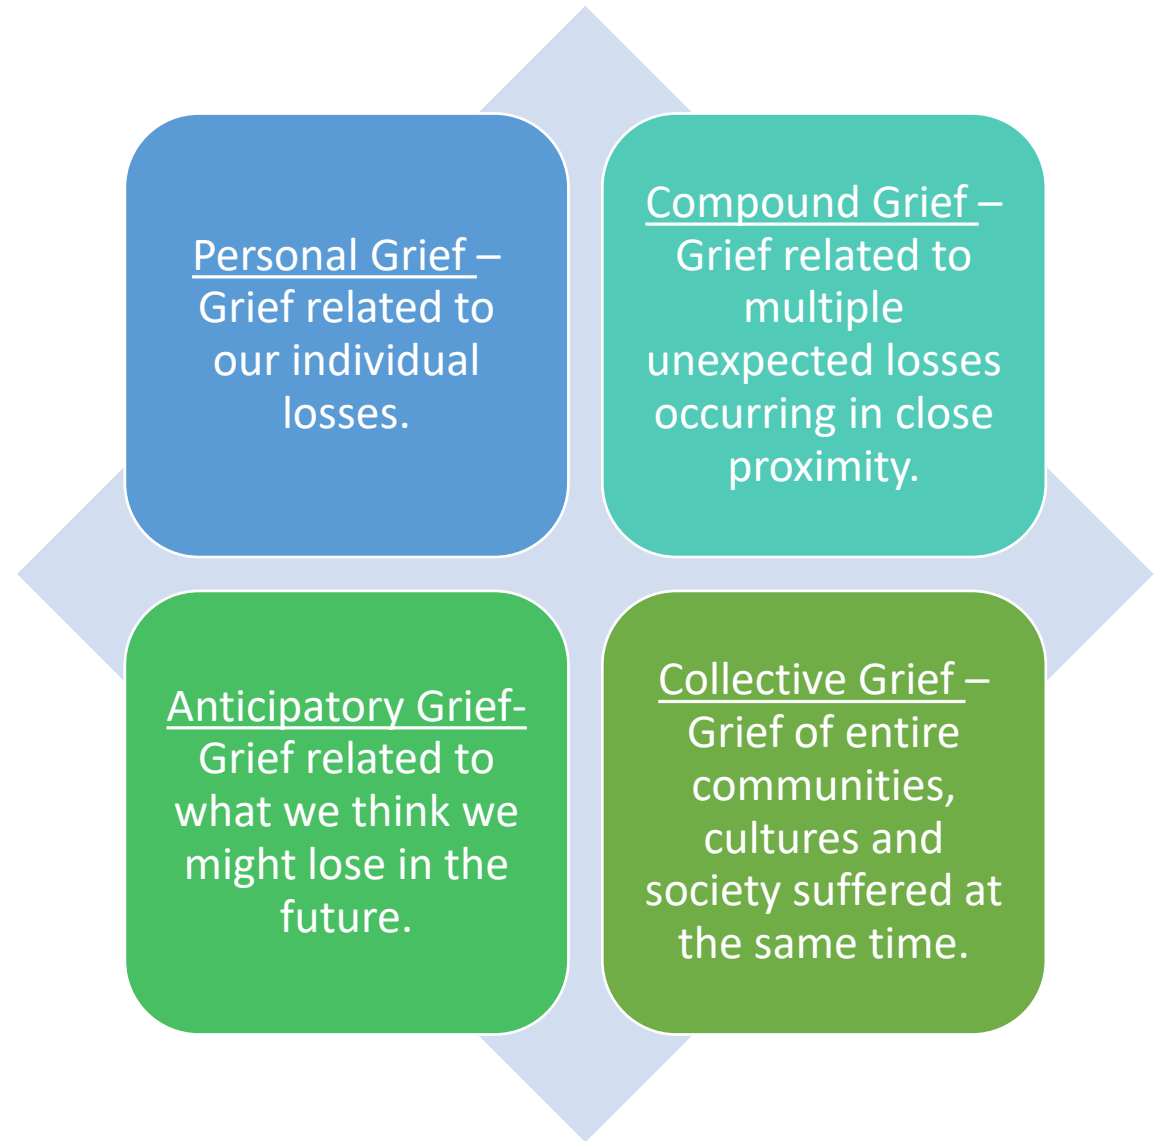 Personal Grief –
Grief related to
our individual
losses.
Compound Grief –
Grief related to
multiple
unexpected losses
occurring in close
proximity.
Anticipatory Grief-
Grief related to
what we think we
might lose in the
future.
Collective Grief –
Grief of entire
communities,
cultures and
society suffered at
the same time.